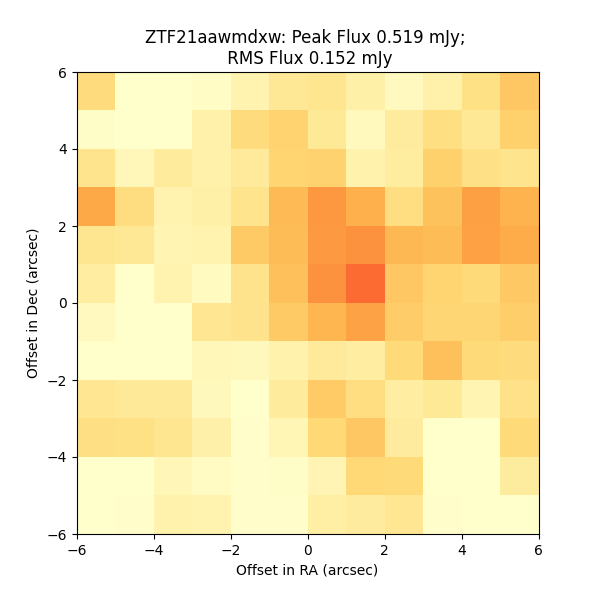 ZTF21aawmdxw: Peak Flux 0.519 mJy;
RMS Flux 0.152 mJy
6
4
2
0
−2
−4
−6
Offset in Dec (arcsec)
−6 −4 −2 0 2 4 6
Offset in RA (arcsec)